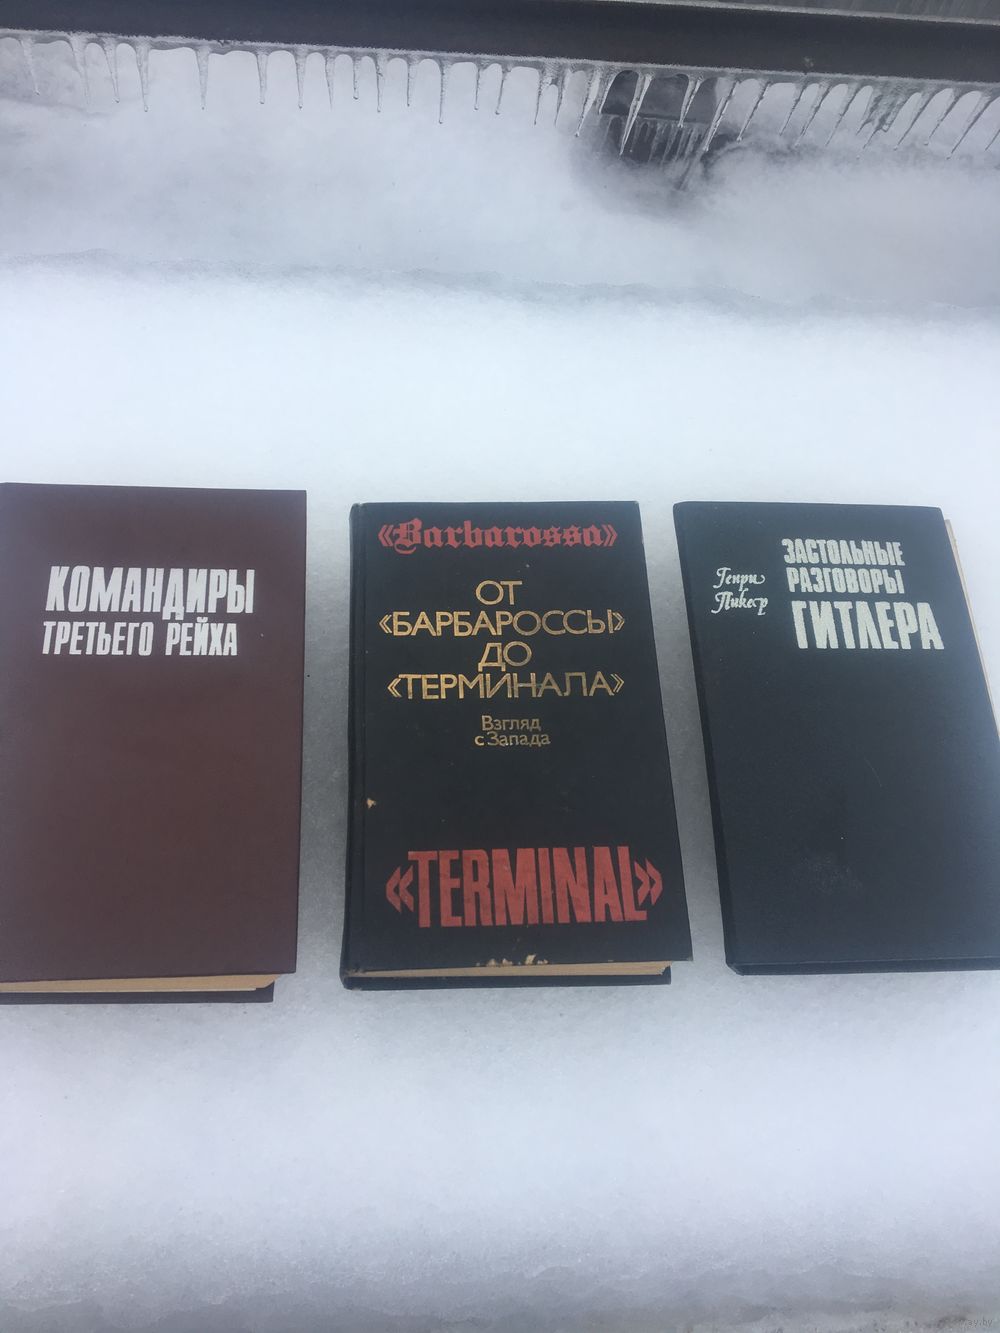 КОМАНДИРЫ
ТРЕТЬЕГО РЕЙХА
«Barbarossa»
ОТ
«БАРБАРОССЫ»
ДО
«ТЕРМИНАЛА»
Взгляд
с Запада
«TERMINAL»
Генри
Пикер
ЗАСТОЛЬНЫЕ
РАЗГОВОРЫ
ГИТЛЕРА